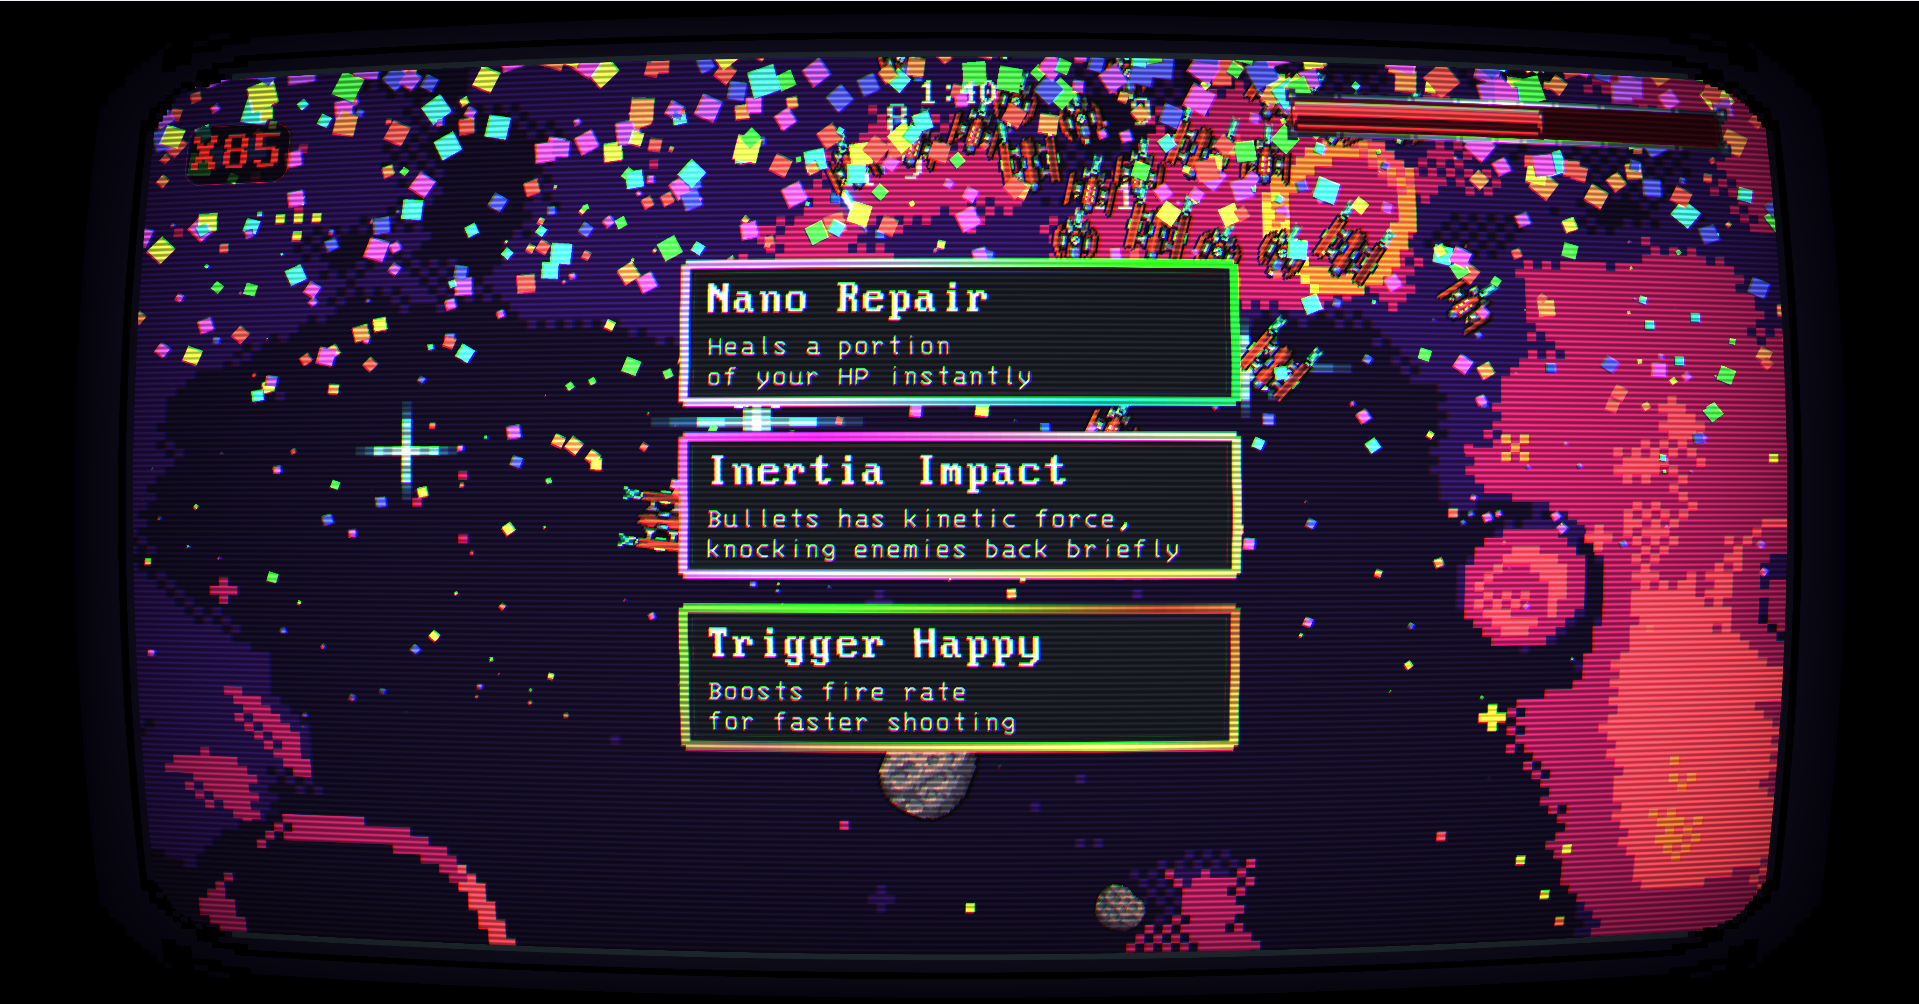 1:40
X85
Nano Repair
Heals a portion
of your HP instantly
Inertia Impact
Bullets has kinetic force,
knocking enemies back briefly
Trigger Happy
Boosts fire rate
for faster shooting